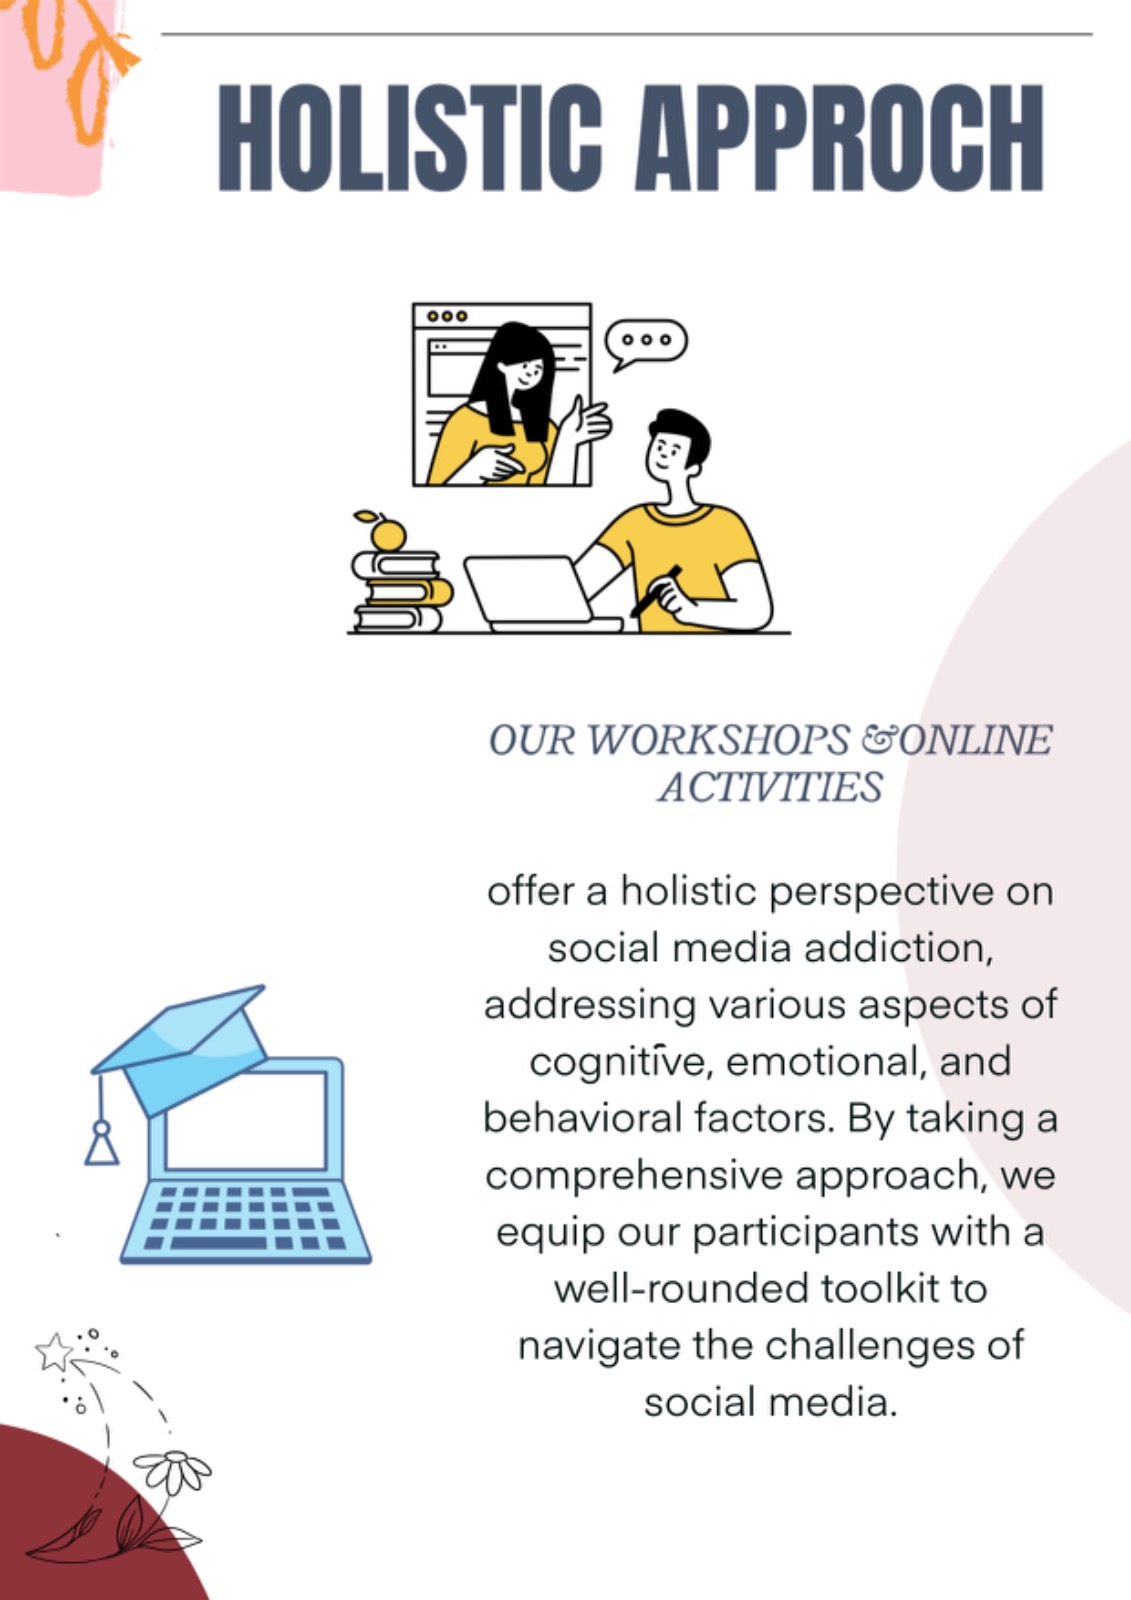 HOLISTIC APPROCH
OUR WORKSHOPS &ONLINE
ACTIVITIES
offer a holistic perspective on
social media addiction,
addressing various aspects of
cognitīve, emotional, and
behavioral factors. By taking a
comprehensive approach, we
equip our participants with a
well-rounded toolkit to
navigate the challenges of
social media.